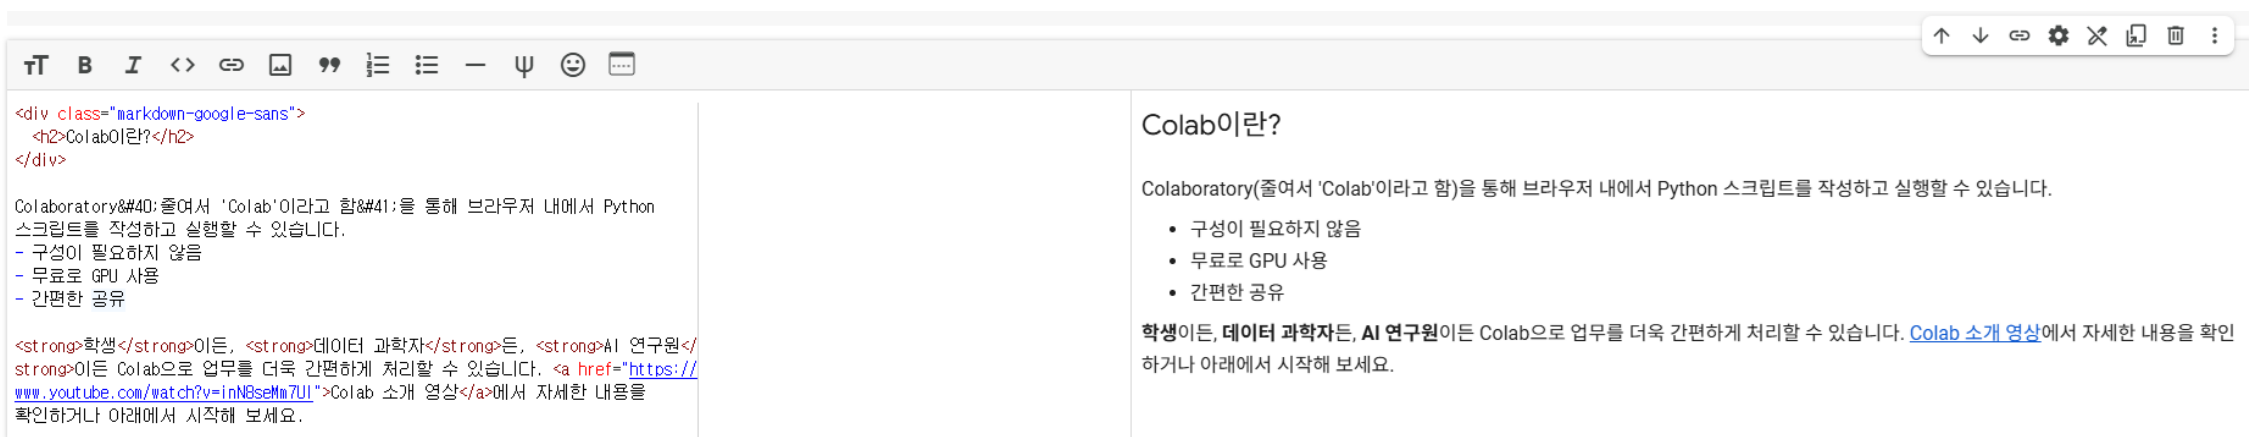 <div class="markdown-google-sans">
  <h2>Colab이란?</h2>
</div>
Colaboratory&#40;줄여서 'Colab'이라고 함&#41;을 통해 브라우저 내에서 Python
스크립트를 작성하고 실행할 수 있습니다.
- 구성이 필요하지 않음
- 무료로 GPU 사용
- 간편한 공유
<strong>학생</strong>이든, <strong>데이터 과학자</strong>든, <strong>AI 연구원</
strong>이든 Colab으로 업무를 더욱 간편하게 처리할 수 있습니다. <a href="https://
www.youtube.com/watch?v=inN8seMm7UI">Colab 소개 영상</a>에서 자세한 내용을
확인하거나 아래에서 시작해 보세요.
Colab이란?
Colaboratory(줄여서 'Colab'이라고 함)을 통해 브라우저 내에서 Python 스크립트를 작성하고 실행할 수 있습니다.
• 구성이 필요하지 않음
• 무료로 GPU 사용
• 간편한 공유
학생이든, 데이터 과학자든, AI 연구원이든 Colab으로 업무를 더욱 간편하게 처리할 수 있습니다. Colab 소개 영상에서 자세한 내용을 확인
하거나 아래에서 시작해 보세요.